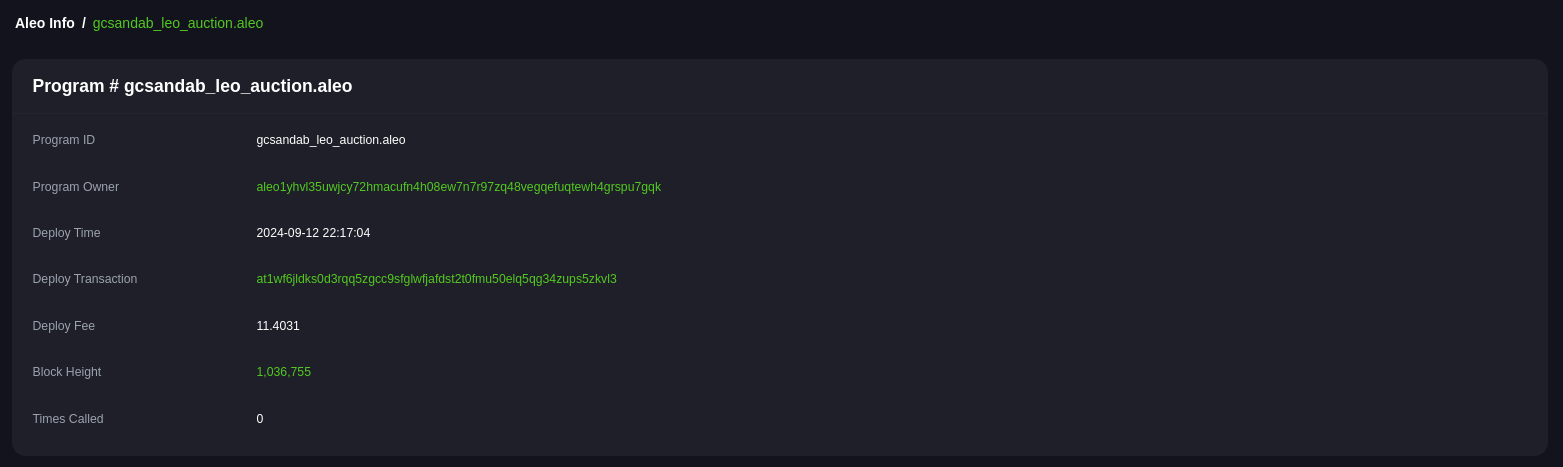 Aleo Info / gcsandab_leo_auction.aleo
Program # gcsandab_leo_auction.aleo
Program ID gcsandab_leo_auction.aleo
Program Owner aleo1yhvl35uwjcy72hmacufn4h08ew7n7r97zq48vegqefuqtewh4grspu7gqk
Deploy Time 2024-09-12 22:17:04
Deploy Transaction at1wf6jldks0d3rqq5zgcc9sfglwfjafdst2t0fmu50elq5qg34zups5zkvl3
Deploy Fee 11.4031
Block Height 1,036,755
Times Called 0